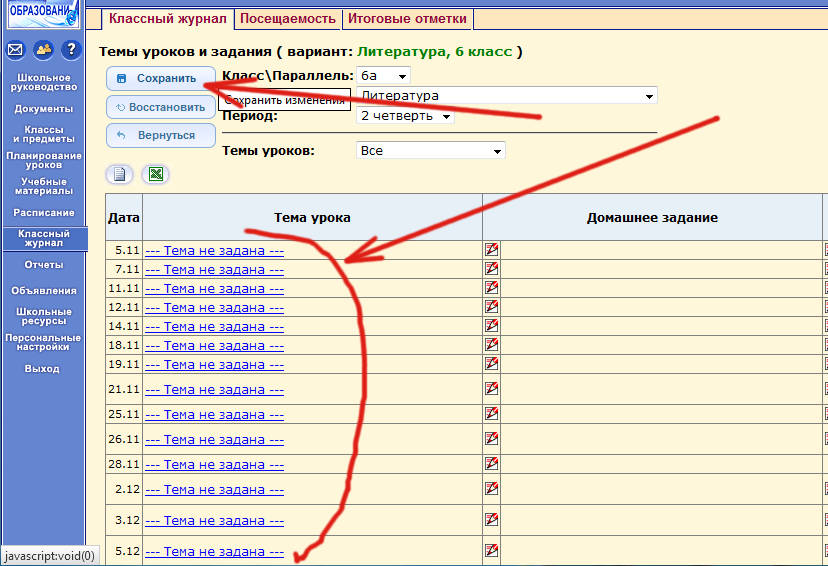 ОБРАЗОВАНИ
Классный журнал Посещаемость Итоговые отметки
?
Школьное
руководство
Документы
Классы
и предметы
Планирование
уроков
Учебные
материалы
Расписание
Классный
журнал
Отчеты
Объявления
Школьные
ресурсы
Персональные
настройки
Выход
Темы уроков и задания ( вариант: Литература, 6 класс )
Сохранить
Восстановить
Вернуться
Класс\Параллель: 6а
Сохранить изменения
Литература
Период: 2 четверть
Темы уроков: Все
Дата Тема урока Домашнее задание
5.11 --- Тема не задана ---
7.11 --- Тема не задана ---
11.11 --- Тема не задана ---
12.11 --- Тема не задана ---
14.11 --- Тема не задана ---
18.11 --- Тема не задана ---
19.11 --- Тема не задана ---
21.11 --- Тема не задана ---
25.11 --- Тема не задана ---
26.11 --- Тема не задана ---
28.11 --- Тема не задана ---
2.12 --- Тема не задана ---
3.12 --- Тема не задана ---
5.12 --- Тема не задана ---
javascript:void(0)